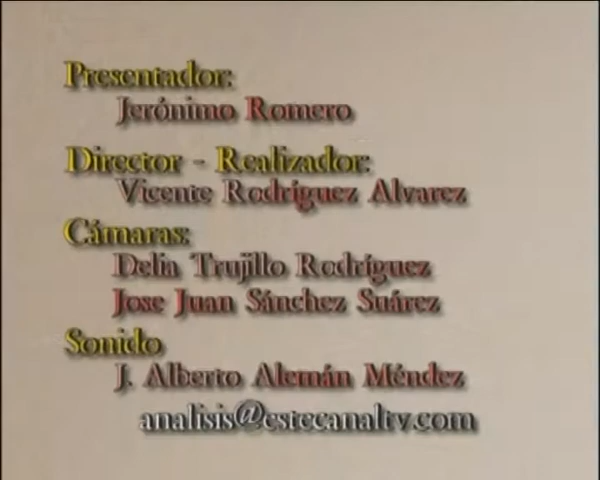 Presentador:
Jerónimo Romero
Director - Realizador:
Vicente Rodríguez Alvarez
Cámaras:
Delia Trujillo Rodríguez
Jose Juan Sánchez Suárez
Sonido
J. Alberto Alemán Méndez
analisis@estecanaltv.com